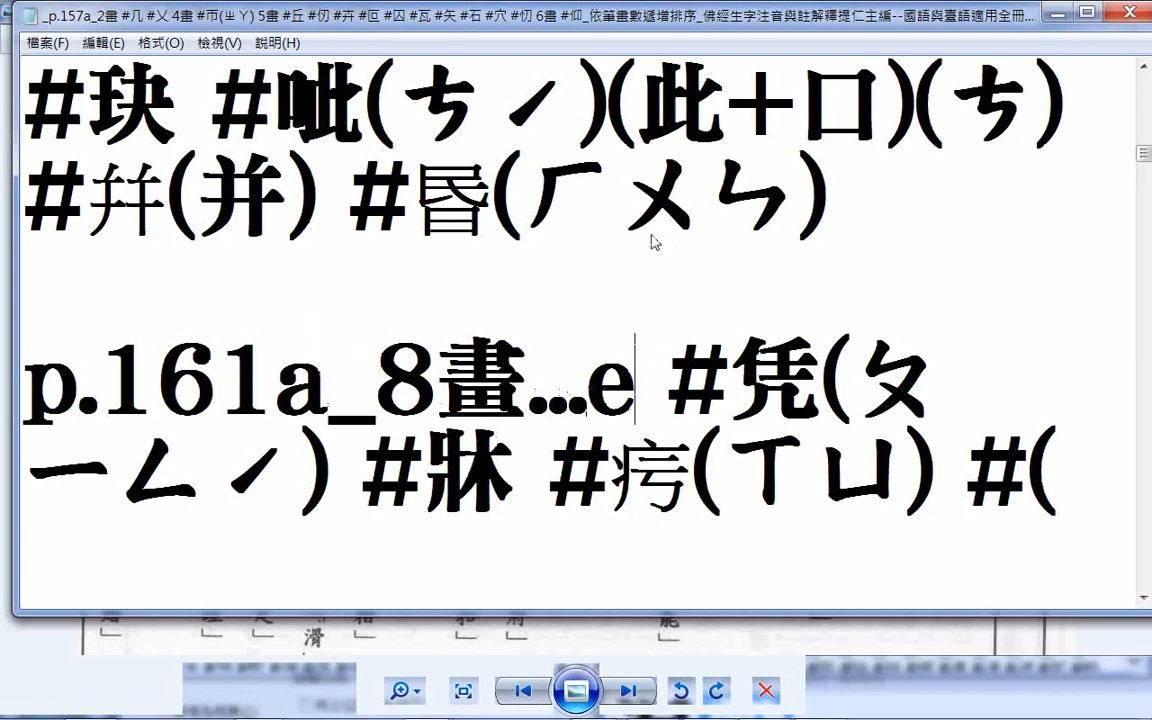 _p.157a_2畫 #几 #乂 4畫 #帀(ㄓㄚ) 5畫 #丘 #仞 #卉 #叵 #囚 #瓦 #矢 #石 #穴 #忉 6畫 #仰_依筆畫數遞增排序_佛經生字注音與註解釋提仁主編--國語與臺語適用全冊....
檔案(F) 編輯(E) 格式(O) 檢視(V) 說明(H)
#玦 #呲(ㄘˊ)(此+口)(ㄘ)
#幷(并) #昬(ㄏㄨㄣ)
p.161a_8畫...e #凭(ㄆ
ㄧㄥˊ) #牀 #疞(ㄒㄩ) #(
滑
能